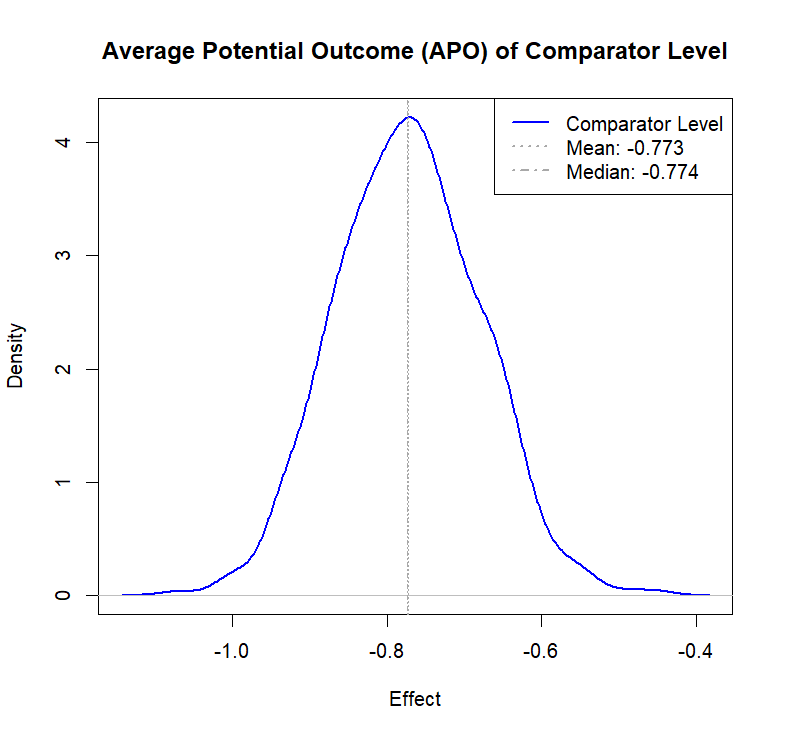 Average Potential Outcome (APO) of Comparator Level
Comparator Level
Mean: -0.773
Median: -0.774
Density
4
3
2
1
0
-1.0
-0.8
-0.6
-0.4
Effect